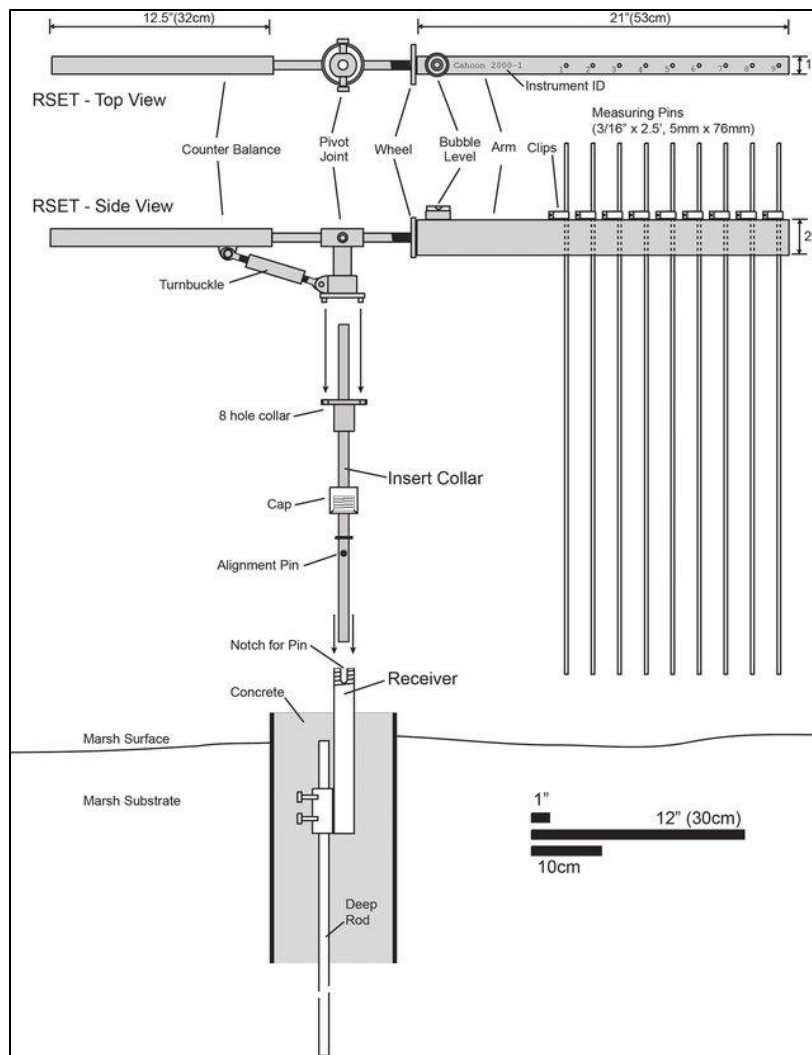 12.5"(32cm)
21"(53cm)
Cahoon 2000-1
1 2 3 4 5 6 7 8 9
1"
Instrument ID
RSET - Top View
Measuring Pins
(3/16" x 2.5', 5mm x 76mm)
Counter Balance
Pivot
Joint
Wheel
Bubble
Level
Arm
Clips
RSET - Side View
2"
Turnbuckle
8 hole collar
Insert Collar
Cap
Alignment Pin
Notch for Pin
Receiver
Concrete
Marsh Surface
Marsh Substrate
1"
12" (30cm)
10cm
Deep
Rod